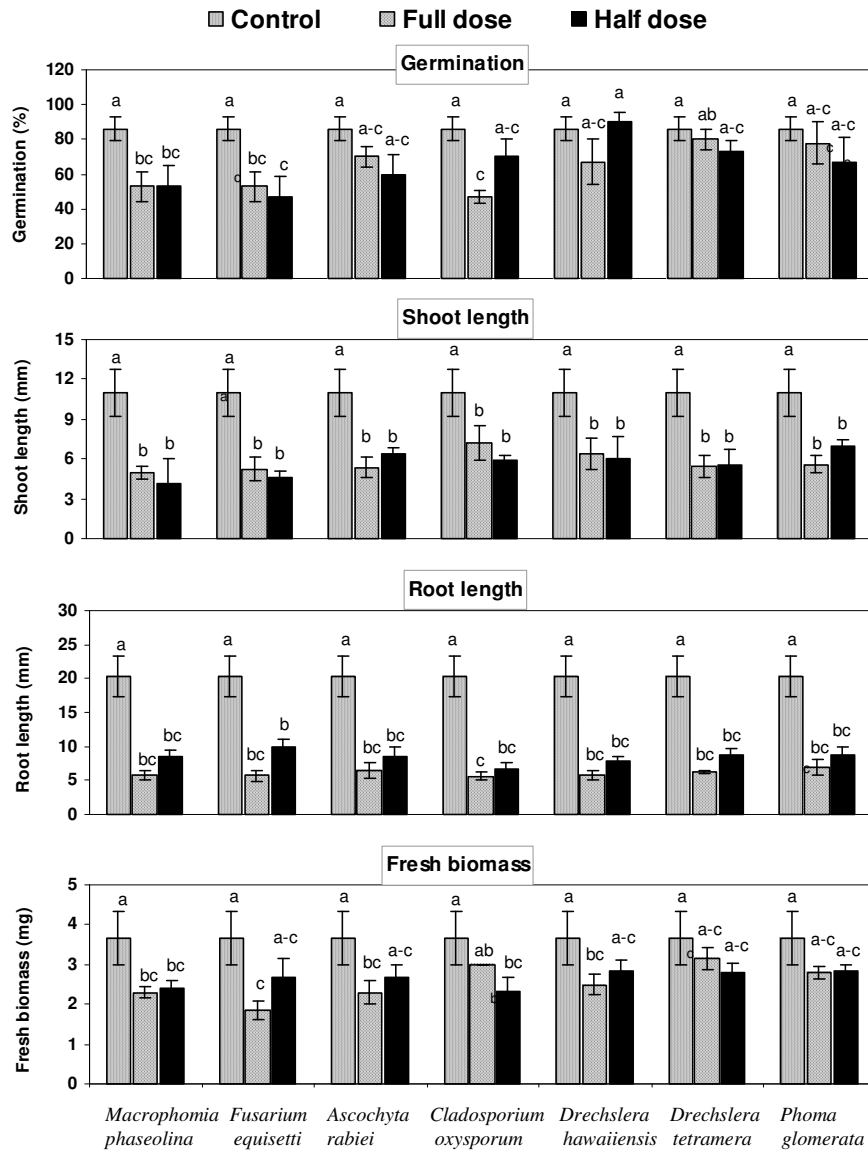 Control Full dose Half dose
Germination
Germination (%)
120
100
80
60
40
20
0
a bc bc a bc c a a-c a-c a c a a-c a a ab a-c a a-c a-c
c c c
Shoot length
Shoot length (mm)
15
12
9
6
3
0
a b b a b b a b b a b b a b b a b b a b b
a
Root length
Root length (mm)
30
25
20
15
10
5
0
a bc bc a bc b a bc bc a c bc a bc bc a bc bc a bc bc
c
Fresh biomass
Fresh biomass (mg)
5
4
3
2
1
0
a bc bc a c a-c a bc a-c a ab bc a bc a-c a a-c a-c a a-c a-c
b c
Macrophomia phaseolina
Fusarium equisetti
Ascochyta rabiei
Cladosporium oxysporum
Drechslera hawaiiensis
Drechslera tetramera
Phoma glomerata